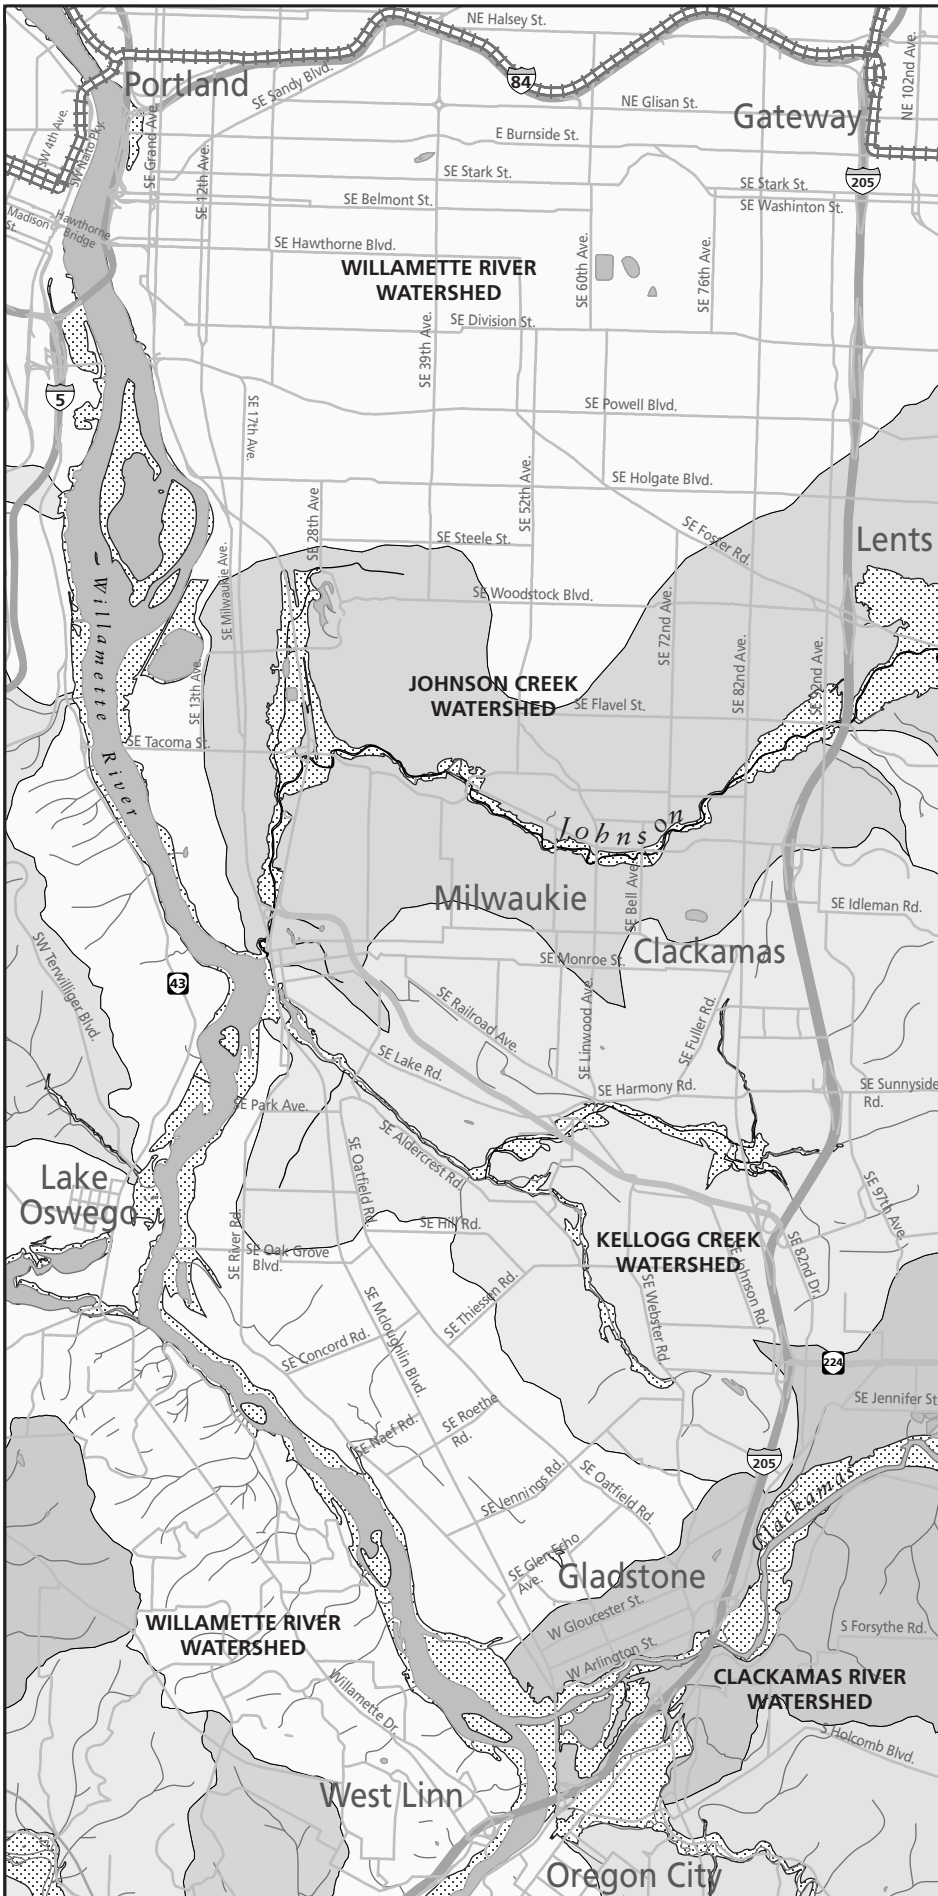 NE Halsey St.
NE 102nd Ave.
84
Portland
SE Sandy Blvd.
NE Glisan St.
Gateway
SW 4th Ave.
SW Naito Pky.
SE Grand Ave.
SE 12th Ave.
E Burnside St.
SE Stark St.
SE Stark St.
205
SE Belmont St.
SE Washinton St.
Madison
St.
Hawthorne
Bridge
SE Hawthorne Blvd.
SE 60th Ave.
SE 76th Ave.
WILLAMETTE RIVER
WATERSHED
SE Division St.
SE 39th Ave.
5
SE 17th Ave.
SE Powell Blvd.
SE Holgate Blvd.
SE 52th Ave.
SE 28th Ave
SE Foster Rd.
Lents
SE Steele St.
SE Milwaukie Ave.
SE Woodstock Blvd.
SE 72nd Ave.
SE 82nd Ave.
SE 92nd Ave.
Willamette River
SE 13th Ave.
JOHNSON CREEK
WATERSHED
SE Flavel St.
SE Tacoma St.
Johnson
SE Bell Ave.
Milwaukie
SE Idleman Rd.
Clackamas
SW Terwilliger Blvd.
SE Monroe St.
43
SE Railroad Ave.
SE Linwood Ave.
SE Fuller Rd.
SE Lake Rd.
SE Harmony Rd.
SE Sunnyside
Rd.
SE Park Ave.
SE Aldercrest Rd.
SE Oatfield Rd.
Lake
Oswego
SE 97th Ave.
SE River Rd.
SE Hill Rd.
SE Oak Grove
Blvd.
KELLOGG CREEK
WATERSHED
SE 82nd Dr.
SE Johnson Rd.
SE Webster Rd.
SE Thiessen Rd.
SE Mcloughlin Blvd.
SE Concord Rd.
224
SE Jennifer St
SE Roethe
Rd.
SE Naef Rd.
205
SE Jennings Rd.
SE Oatfield Rd.
Clackamas
SE Glen Echo
Ave.
Gladstone
W Gloucester St.
WILLAMETTE RIVER
WATERSHED
S Forsythe Rd.
W Arlington St.
CLACKAMAS RIVER
WATERSHED
Willamette Dr.
S Holcomb Blvd.
West Linn
Oregon City